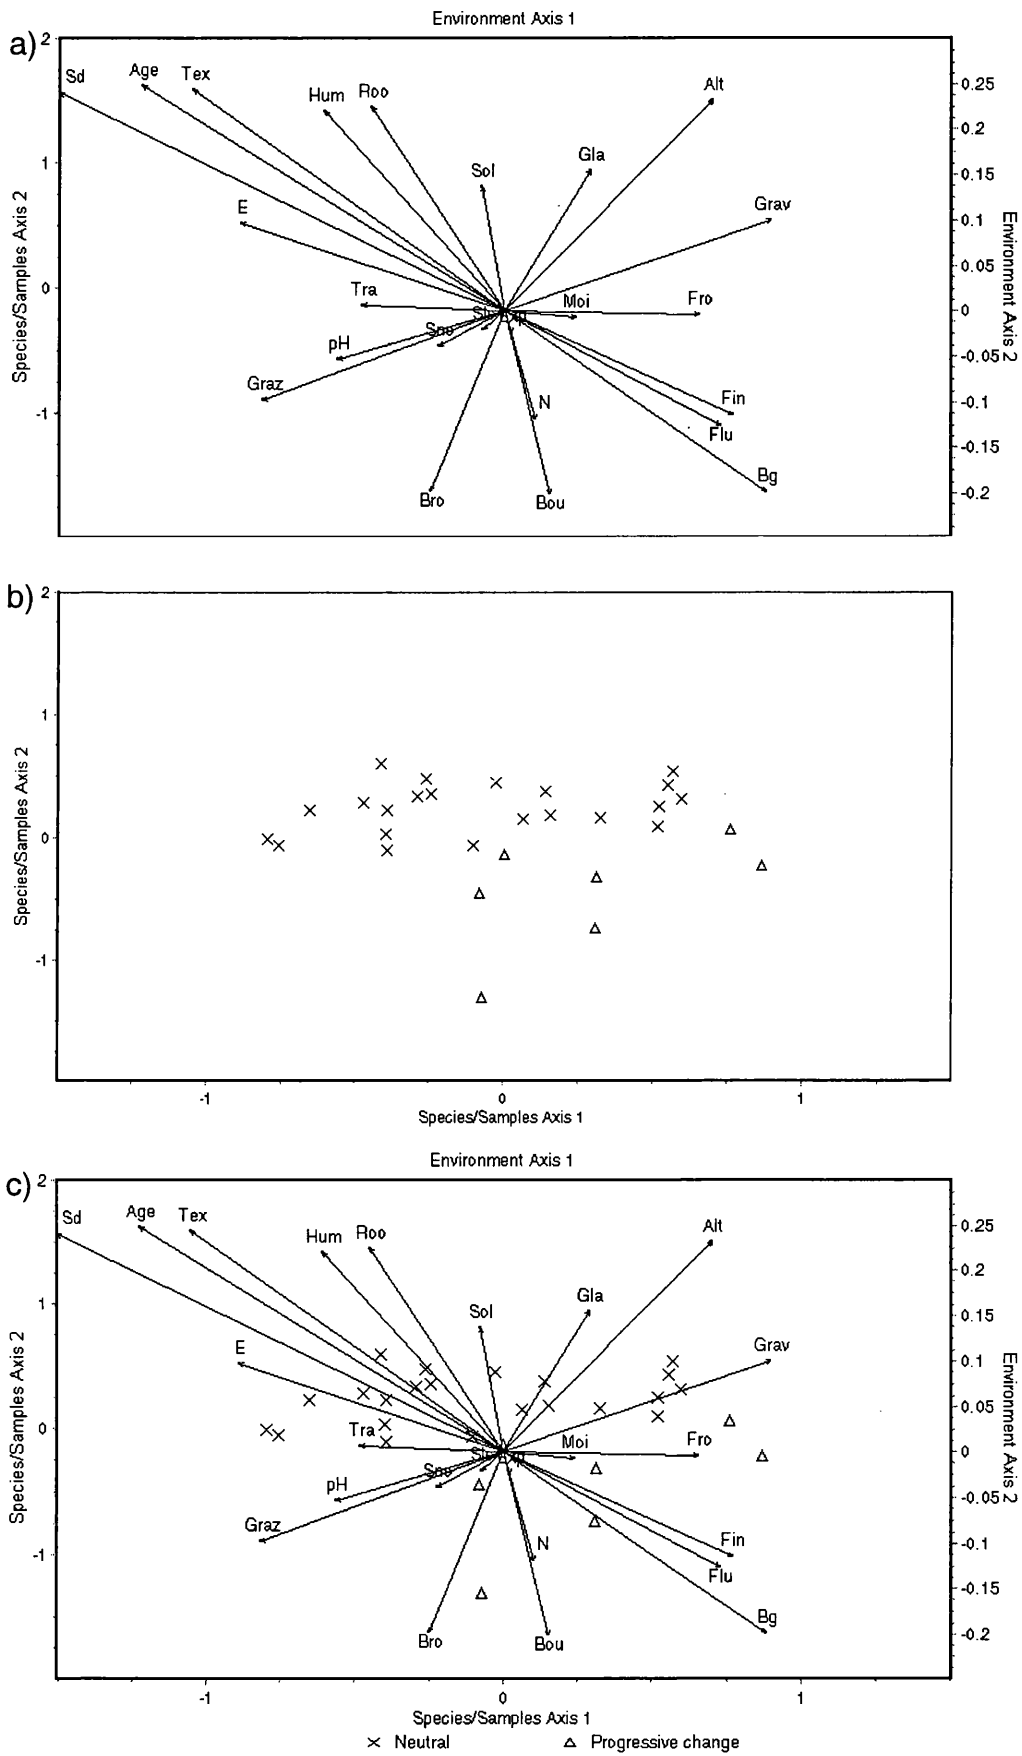 Environment Axis 1
a)
2
Sd
Age
Tex
Hum
Roo
Alt
0.25
0.2
1
Sol
Gla
0.15
E
Grav
0.1
0.05
Species/Samples Axis 2
Environment Axis 2
0
Tra
Moi
Fro
0
Sno
pH
-0.05
Graz
Fin
-0.1
-1
N
Flu
-0.15
Bg
Bro
Bou
-0.2
b)
2
1
Species/Samples Axis 2
0
-1
-1
0
1
Species/Samples Axis 1
Environment Axis 1
c)
2
Sd
Age
Tex
Hum
Roo
Alt
0.25
0.2
1
Sol
Gla
0.15
E
Grav
0.1
0.05
Species/Samples Axis 2
Environment Axis 2
0
Tra
Moi
Fro
0
Sno
pH
-0.05
Graz
N
Fin
-0.1
-1
Flu
-0.15
Bg
Bro
Bou
-0.2
-1
0
1
Species/Samples Axis 1
Neutral
Progressive change